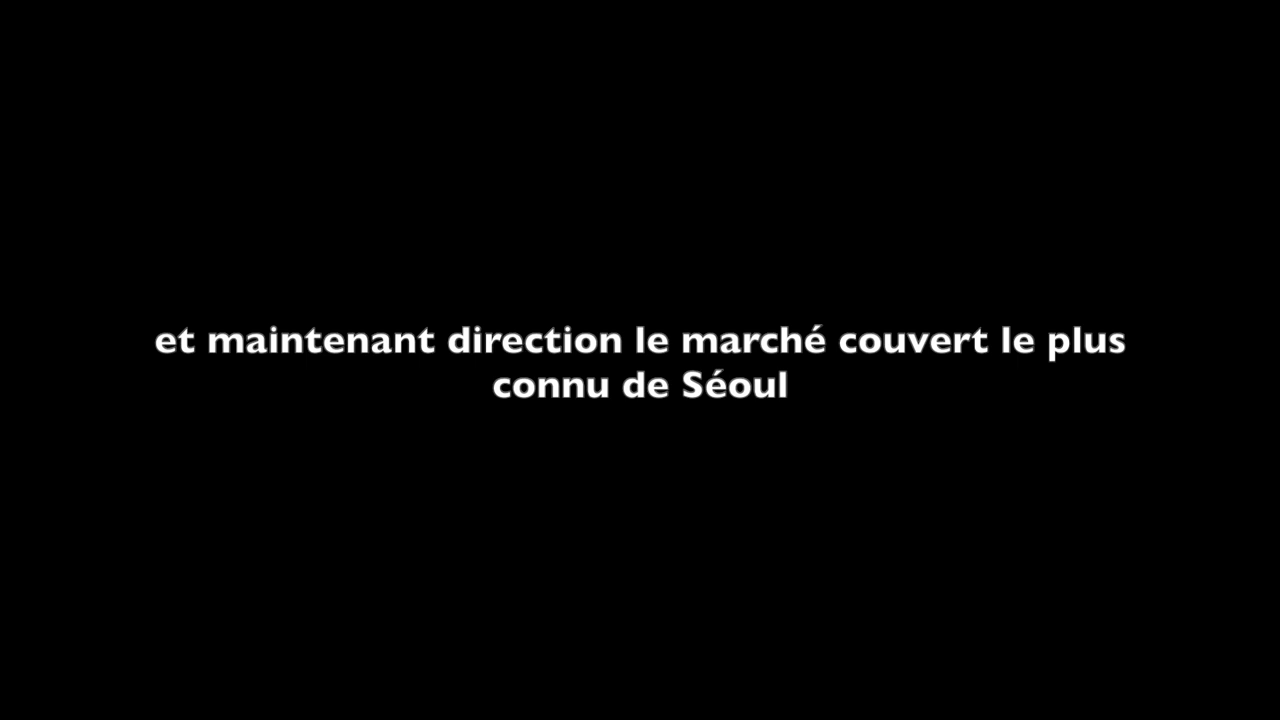 et maintenant direction le marché couvert le plus
connu de Séoul